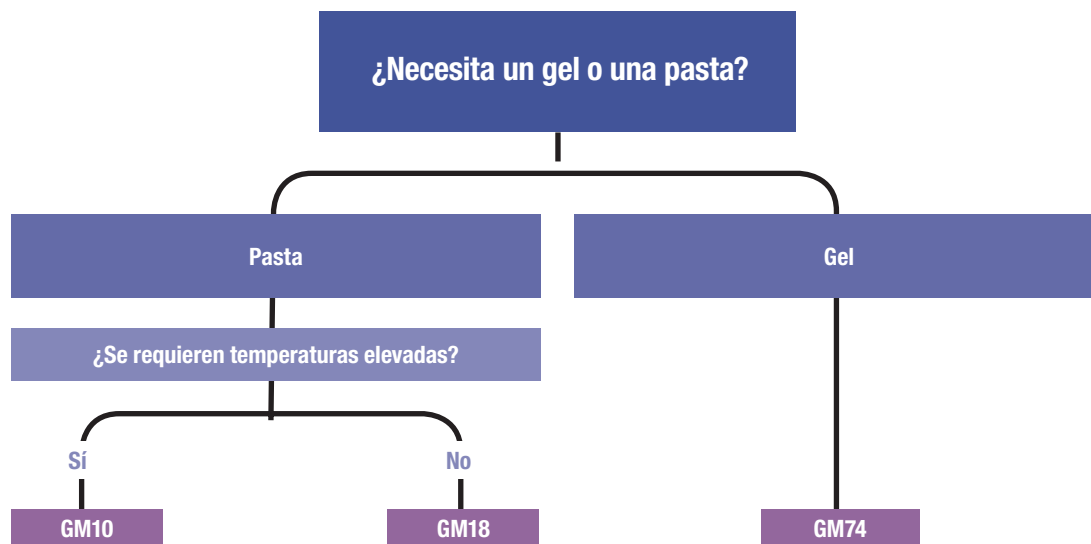 ¿Necesita un gel o una pasta?
Pasta
Gel
¿Se requieren temperaturas elevadas?
Sí
No
GM10
GM18
GM74